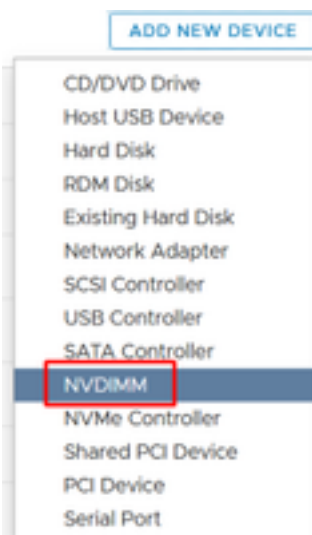 ADD NEW DEVICE
CD/DVD Drive
Host USB Device
Hard Disk
RDM Disk
Existing Hard Disk
Network Adapter
SCSI Controller
USB Controller
SATA Controller
NVDIMM
NVMe Controller
Shared PCI Device
PCI Device
Serial Port